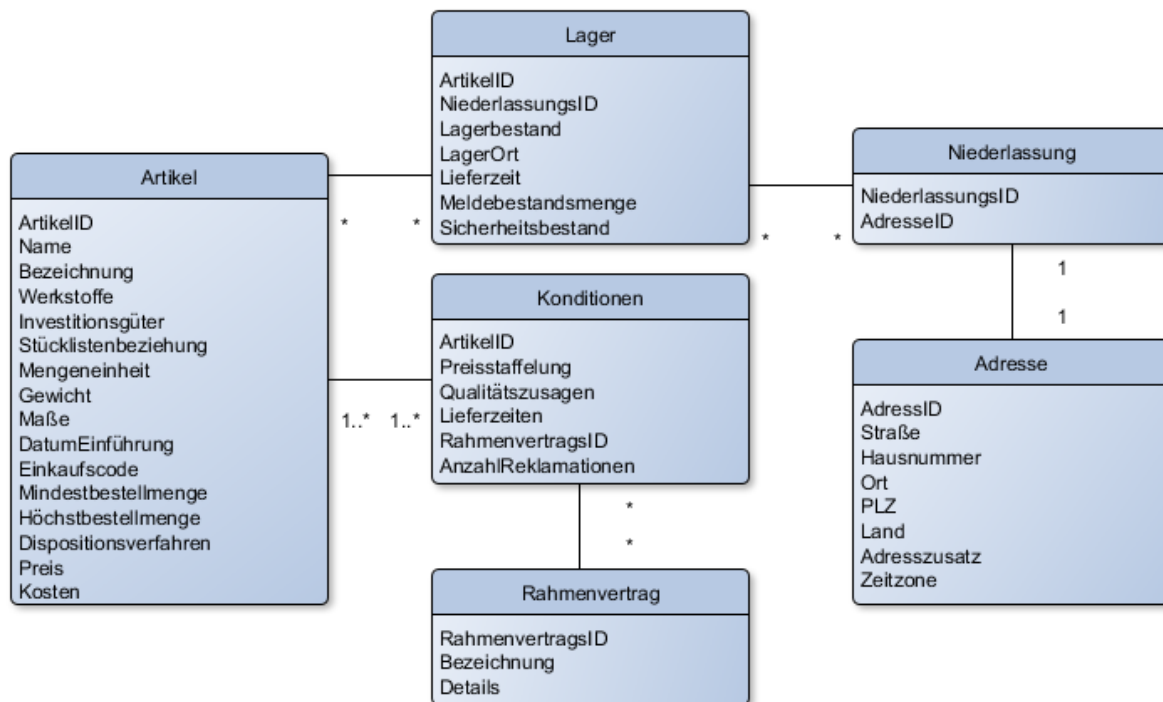 Lager
ArtikelID
NiederlassungsID
Lagerbestand
LagerOrt
Lieferzeit
Meldebestandsmenge
Sicherheitsbestand
Artikel
ArtikelID
Name
Bezeichnung
Werkstoffe
Investitionsgüter
Stücklistenbeziehung
Mengeneinheit
Gewicht
Maße
DatumEinführung
Einkaufscode
Mindestbestellmenge
Höchstbestellmenge
Dispositionsverfahren
Preis
Kosten
* *
1..* 1..*
Konditionen
ArtikelID
Preisstaffelung
Qualitätszusagen
Lieferzeiten
RahmenvertragsID
AnzahlReklamationen
*
*
Rahmenvertrag
RahmenvertragsID
Bezeichnung
Details
* *
Niederlassung
NiederlassungsID
AdresseID
1
1
Adresse
AdressID
Straße
Hausnummer
Ort
PLZ
Land
Adresszusatz
Zeitzone